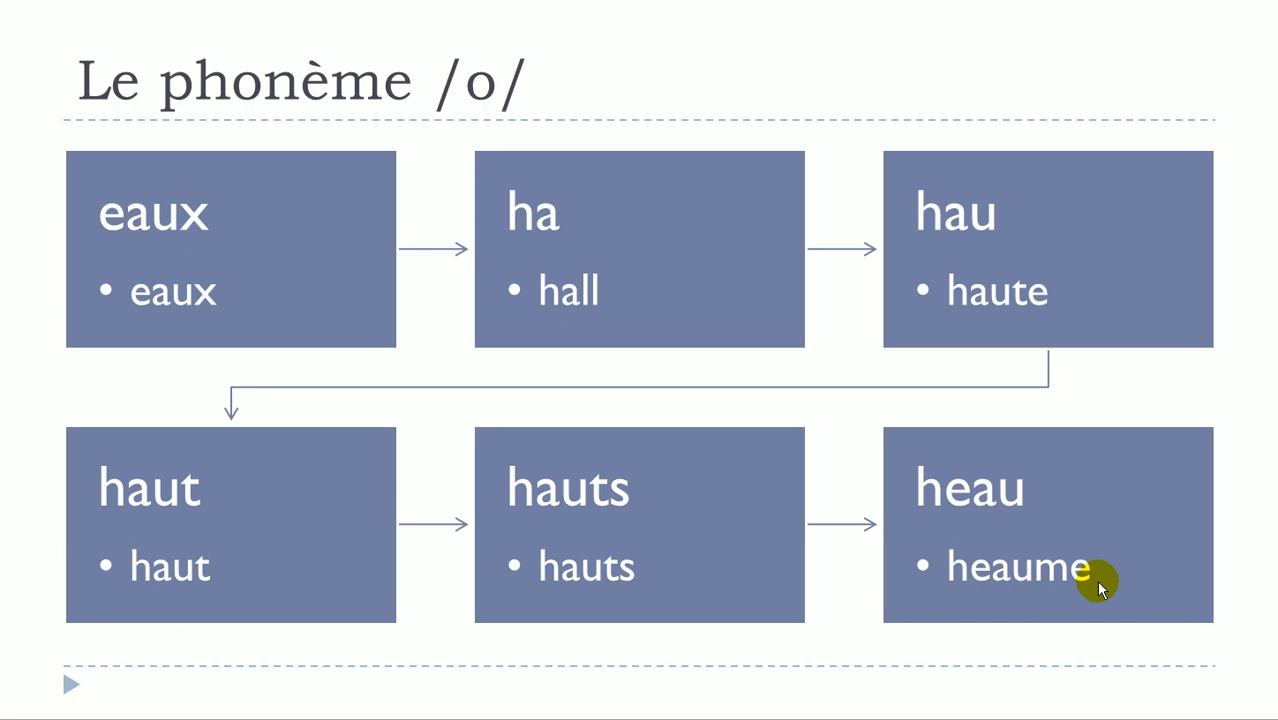 Le phonème /o/
eaux
• eaux
ha
• hall
hau
• haute
haut
• haut
hauts
• hauts
heau
• heaume